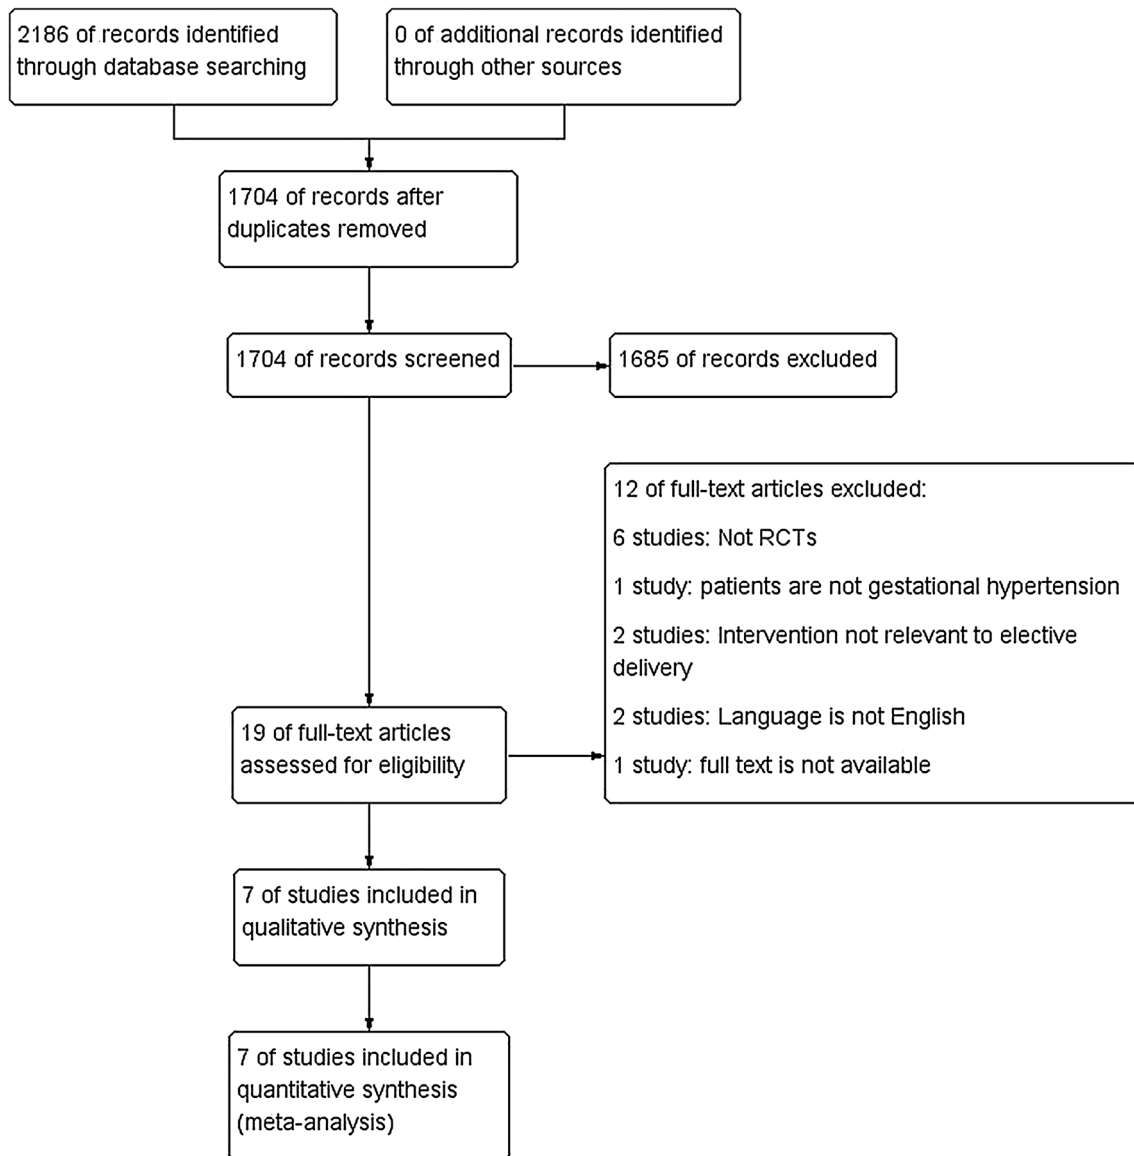 2186 of records identified
through database searching
0 of additional records identified
through other sources
1704 of records after
duplicates removed
1704 of records screened
1685 of records excluded
12 of full-text articles excluded:
6 studies: Not RCTs
1 study: patients are not gestational hypertension
2 studies: Intervention not relevant to elective
delivery
2 studies: Language is not English
1 study: full text is not available
19 of full-text articles
assessed for eligibility
7 of studies included in
qualitative synthesis
7 of studies included in
quantitative synthesis
(meta-analysis)